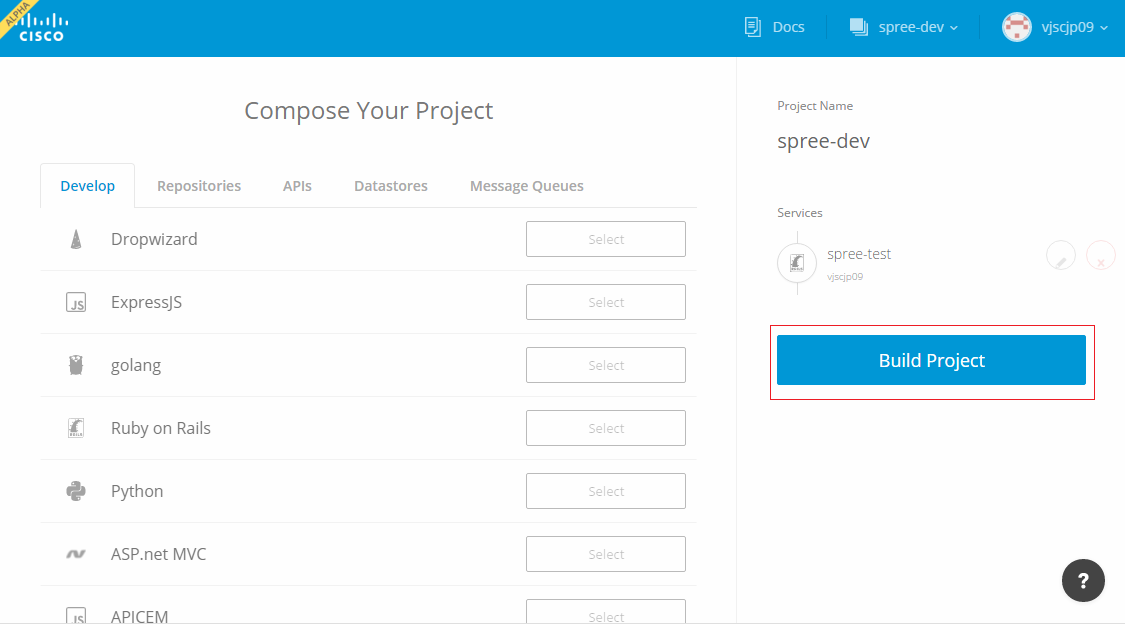 ALPHA
CISCO
Docs
spree-dev
vjscjp09
Compose Your Project
Develop Repositories APIs Datastores Message Queues
Dropwizard Select
JS ExpressJS Select
golang Select
RAILS Ruby on Rails Select
Python Select
ASP.net MVC Select
JS APICEM Select
Project Name
spree-dev
Services
spree-test
vjscjp09
Build Project
?